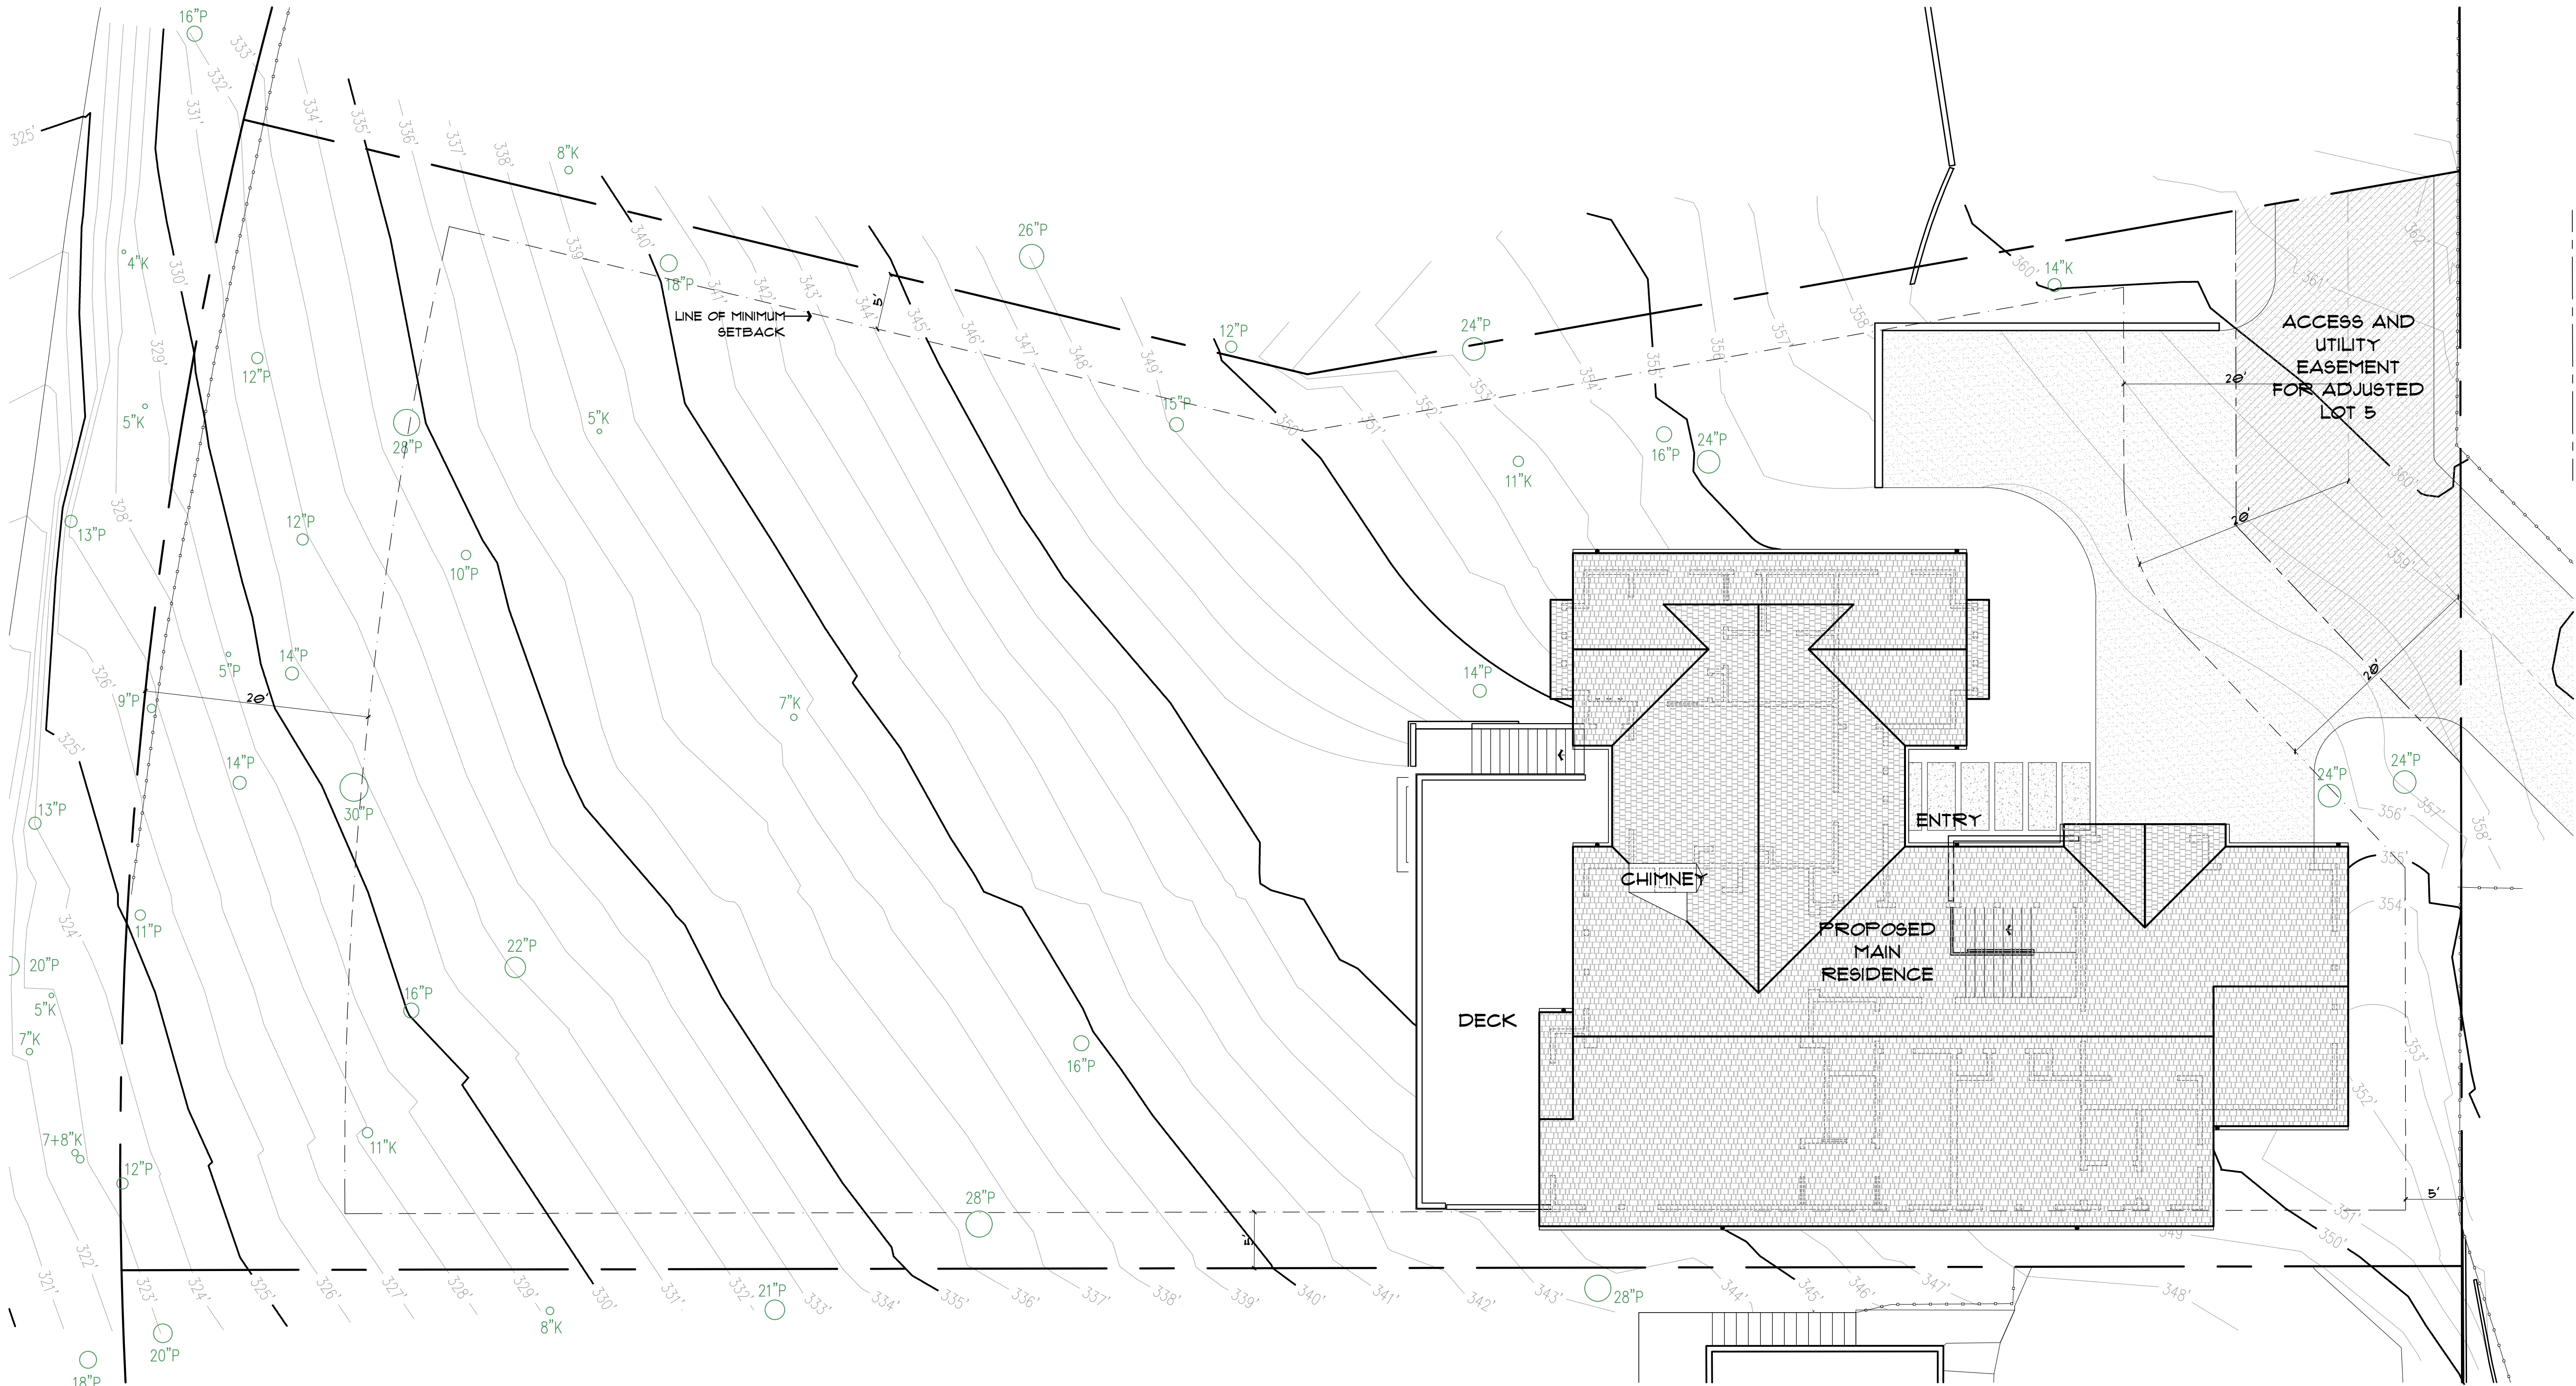 16"P
333'
332'
331'
334'
335'
336'
337'
338'
325'
8"K
4"K
330'
340'
339
26"P
18"P
341'
342'
343'
344'
345'
346'
347'
348'
349'
5'
LINE OF MINIMUM
SETBACK
12"P
24"P
353'
354'
355'
356'
357'
358'
360'
14"K
362'
361'
ACCESS AND
UTILITY
EASEMENT
FOR ADJUSTED
LOT 5
20'
329'
12"P
5"K
28"P
5"K
15"P
350'
351'
352'
11"K
16"P
24"P
360'
359'
20'
328'
13"P
12"P
10"P
326'
5"P
14"P
9"P
20'
7"K
14"P
20'
325'
14"P
30"P
13"P
24"P
24"P
357'
356'
358'
355'
ENTRY
CHIMNEY
354'
11"P
324'
22"P
PROPOSED
MAIN
RESIDENCE
20"P
5"K
16"P
DECK
7"K
16"P
353'
352'
7+8"K
11"K
12"P
28"P
5'
5'
351'
350'
349
321'
322'
323'
324'
325'
326'
327'
328'
329'
330'
331'
332'
21"P
333'
334'
335'
336'
337'
338'
339'
340'
341'
342'
343'
28"P
344'
345'
346'
347'
348'
8"K
20"P
18"P